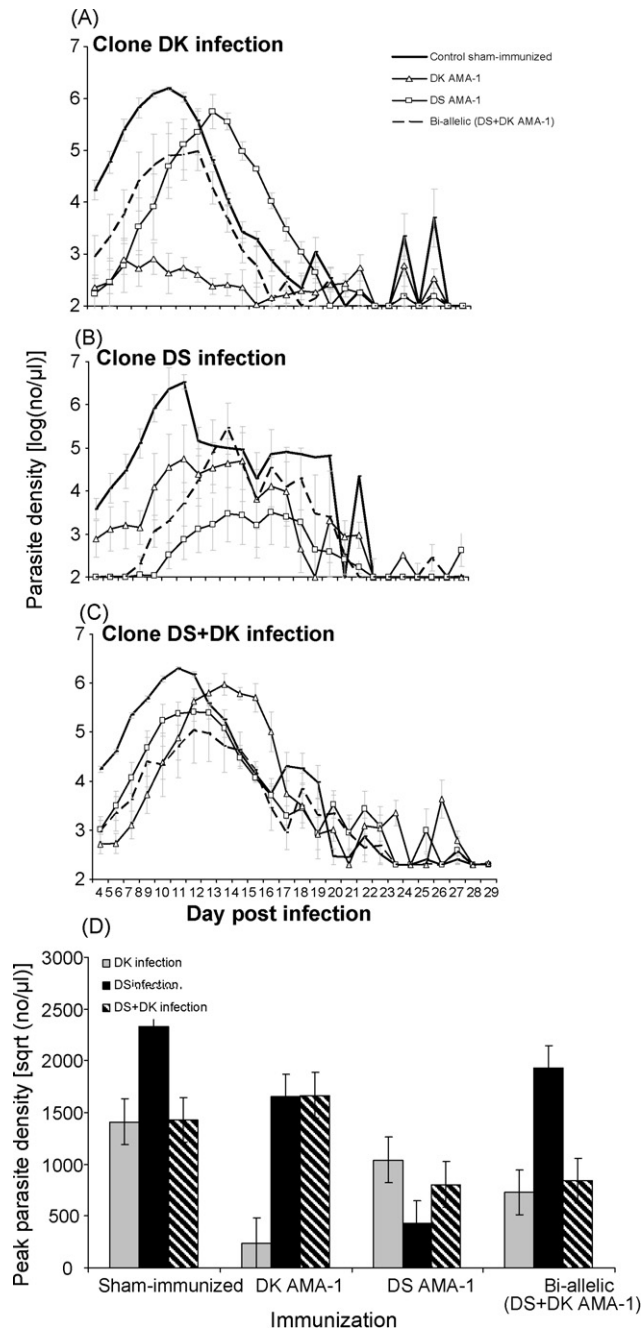 (A)
Clone DK infection
7
6
5
4
3
2
Control sham-immunized
DK AMA-1
DS AMA-1
Bi-allelic (DS+DK AMA-1)
Parasite density [log(no/µl)]
(B)
Clone DS infection
7
6
5
4
3
2
(C)
Clone DS+DK infection
7
6
5
4
3
2
4 5 6 7 8 9 10 11 12 13 14 15 16 17 18 19 20 21 22 23 24 25 26 27 28 29
Day post infection
(D)
Peak parasite density [sqrt (no/µl)]
3000
2500
2000
1500
1000
500
0
DK infection
DS infection
DS+DK infection
Sham-immunized DK AMA-1 DS AMA-1 Bi-allelic
(DS+DK AMA-1)
Immunization